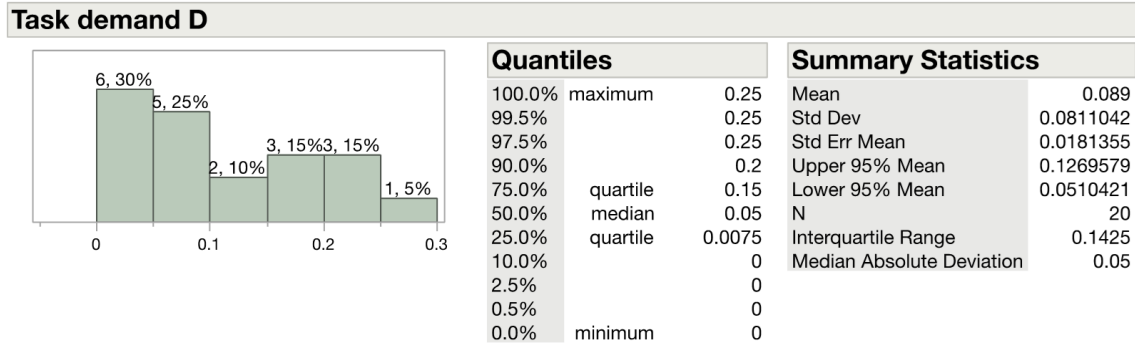 Task demand D
6, 30%
5, 25%
2, 10%
3, 15%3, 15%
1, 5%
0 0.1 0.2 0.3
Quantiles
100.0% maximum 0.25
99.5% 0.25
97.5% 0.25
90.0% 0.2
75.0% quartile 0.15
50.0% median 0.05
25.0% quartile 0.0075
10.0% 0
2.5% 0
0.5% 0
0.0% minimum 0
Summary Statistics
Mean 0.089
Std Dev 0.0811042
Std Err Mean 0.0181355
Upper 95% Mean 0.1269579
Lower 95% Mean 0.0510421
N 20
Interquartile Range 0.1425
Median Absolute Deviation 0.05